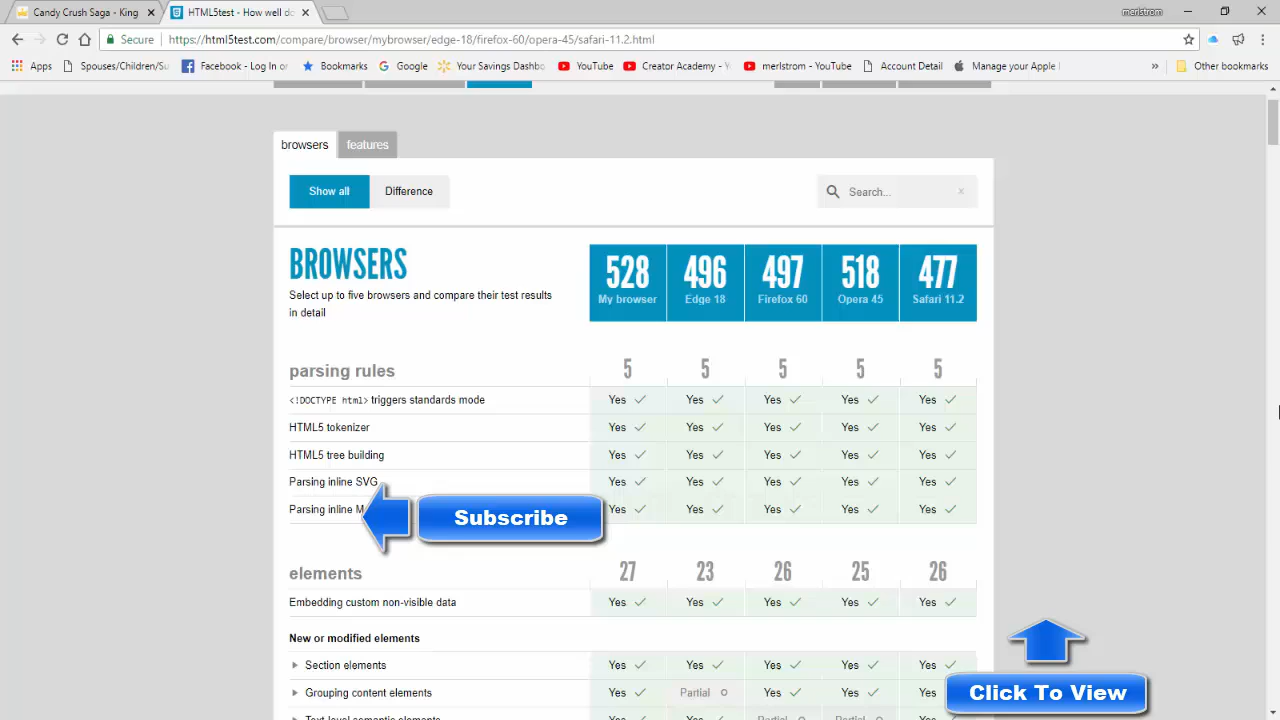 Candy Crush Saga - King
HTML5test - How well do
merlstrom
Secure
https://html5test.com/compare/browser/mybrowser/edge-18/firefox-60/opera-45/safari-11.2.html
Apps
Spouses/Children/Su
Facebook - Log In or
Bookmarks
Google
Your Savings Dashbo
YouTube
Creator Academy - Y
merlstrom - YouTube
Account Detail
Manage your Apple I
»
Other bookmarks
browsers
features
Show all
Difference
Search...
BROWSERS
Select up to five browsers and compare their test results
in detail
528 496 497 518 477
My browser Edge 18 Firefox 60 Opera 45 Safari 11.2
parsing rules 5 5 5 5 5
<!DOCTYPE html> triggers standards mode Yes ✓ Yes ✓ Yes ✓ Yes ✓ Yes ✓
HTML5 tokenizer Yes ✓ Yes ✓ Yes ✓ Yes ✓ Yes ✓
HTML5 tree building Yes ✓ Yes ✓ Yes ✓ Yes ✓ Yes ✓
Parsing inline SVG Yes ✓ Yes ✓ Yes ✓ Yes ✓ Yes ✓
Parsing inline M Yes ✓ Yes ✓ Yes ✓ Yes ✓ Yes ✓
Subscribe
elements 27 23 26 25 26
Embedding custom non-visible data Yes ✓ Yes ✓ Yes ✓ Yes ✓ Yes ✓
New or modified elements
Section elements Yes ✓ Yes ✓ Yes ✓ Yes ✓ Yes ✓
Grouping content elements Yes ✓ Partial ○ Yes ✓ Yes ✓ Yes
Click To View